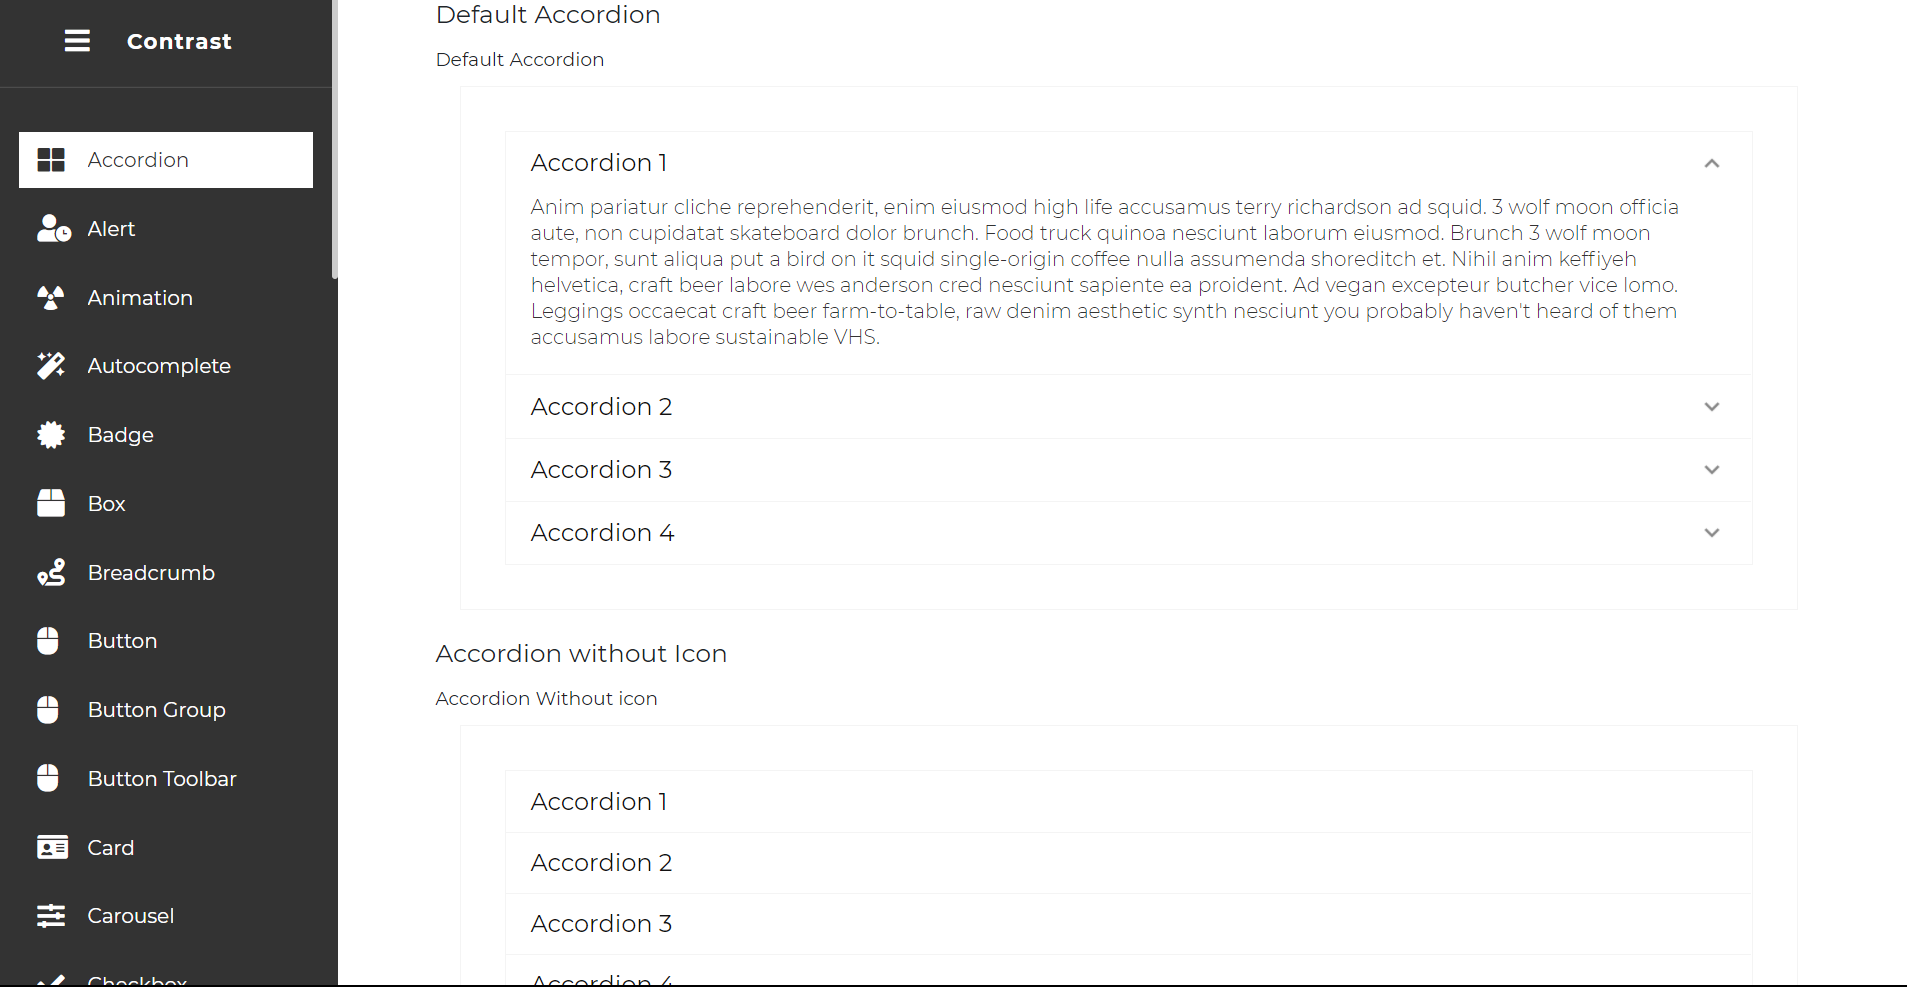 Contrast
Accordion
Alert
Animation
Autocomplete
Badge
Box
Breadcrumb
Button
Button Group
Button Toolbar
Card
Carousel
Checkbox
Default Accordion
Default Accordion
Accordion 1
Anim pariatur cliche reprehenderit, enim eiusmod high life accusamus terry richardson ad squid. 3 wolf moon officia
aute, non cupidatat skateboard dolor brunch. Food truck quinoa nesciunt laborum eiusmod. Brunch 3 wolf moon
tempor, sunt aliqua put a bird on it squid single-origin coffee nulla assumenda shoreditch et. Nihil anim keffiyeh
helvetica, craft beer labore wes anderson cred nesciunt sapiente ea proident. Ad vegan excepteur butcher vice lomo.
Leggings occaecat craft beer farm-to-table, raw denim aesthetic synth nesciunt you probably haven't heard of them
accusamus labore sustainable VHS.
Accordion 2
Accordion 3
Accordion 4
Accordion without Icon
Accordion Without icon
Accordion 1
Accordion 2
Accordion 3
Accordion 4